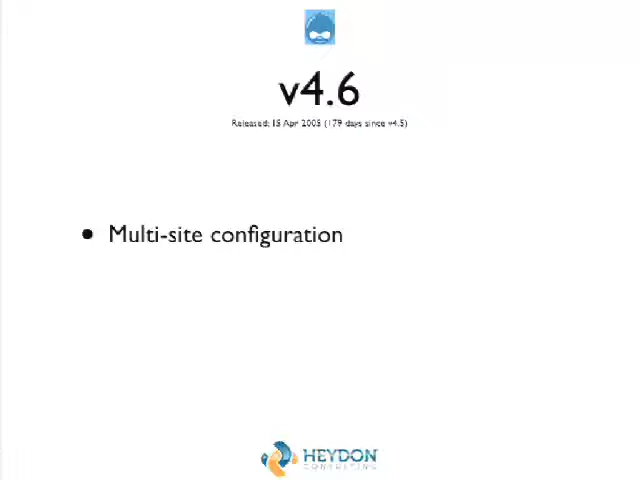 v4.6
Released: 15 Apr 2005 (179 days since v4.5)
• Multi-site configuration
HEYDON
CONSULTING